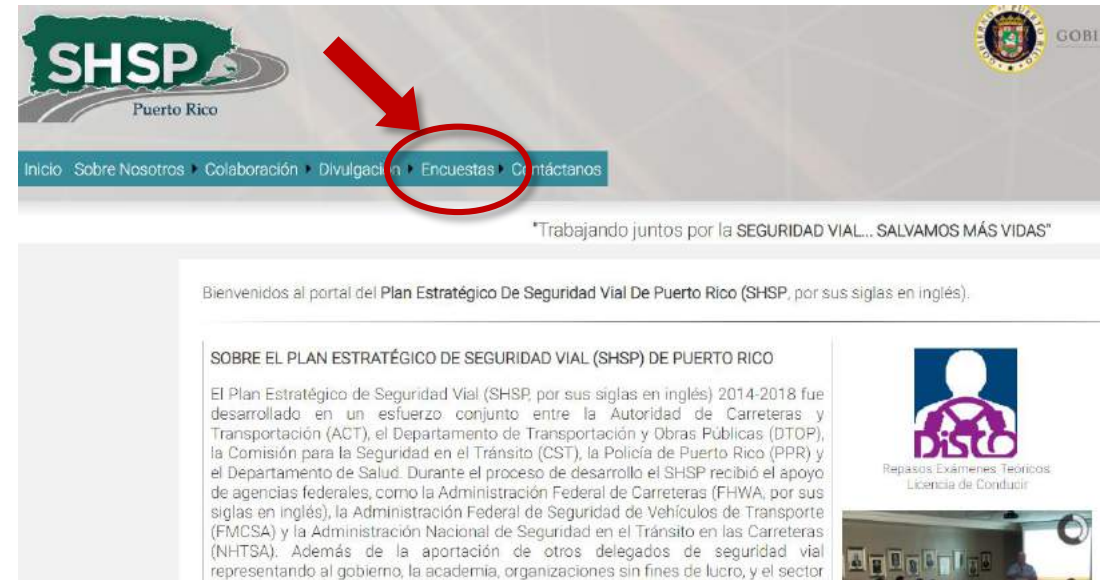 SHSP
Puerto Rico
GOBI
Inicio Sobre Nosotros Colaboración Divulgación Encuestas Contáctanos
"Trabajando juntos por la SEGURIDAD VIAL... SALVAMOS MÁS VIDAS"
Bienvenidos al portal del Plan Estratégico De Seguridad Vial De Puerto Rico (SHSP, por sus siglas en inglés).
SOBRE EL PLAN ESTRATÉGICO DE SEGURIDAD VIAL (SHSP) DE PUERTO RICO
El Plan Estratégico de Seguridad Vial (SHSP, por sus siglas en inglés) 2014-2018 fue
desarrollado en un esfuerzo conjunto entre la Autoridad de Carreteras y
Transportación (ACT), el Departamento de Transportación y Obras Públicas (DTOP),
la Comisión para la Seguridad en el Tránsito (CST), la Policía de Puerto Rico (PPR) y
el Departamento de Salud. Durante el proceso de desarrollo el SHSP recibió el apoyo
de agencias federales, como la Administración Federal de Carreteras (FHWA, por sus
siglas en inglés), la Administración Federal de Seguridad de Vehículos de Transporte
(FMCSA) y la Administración Nacional de Seguridad en el Tránsito en las Carreteras
(NHTSA). Además de la aportación de otros delegados de seguridad vial
representando al gobierno, la academia, organizaciones sin fines de lucro, y el sector
DISCO
Repasos Exámenes Teóricos
Licencia de Conducir